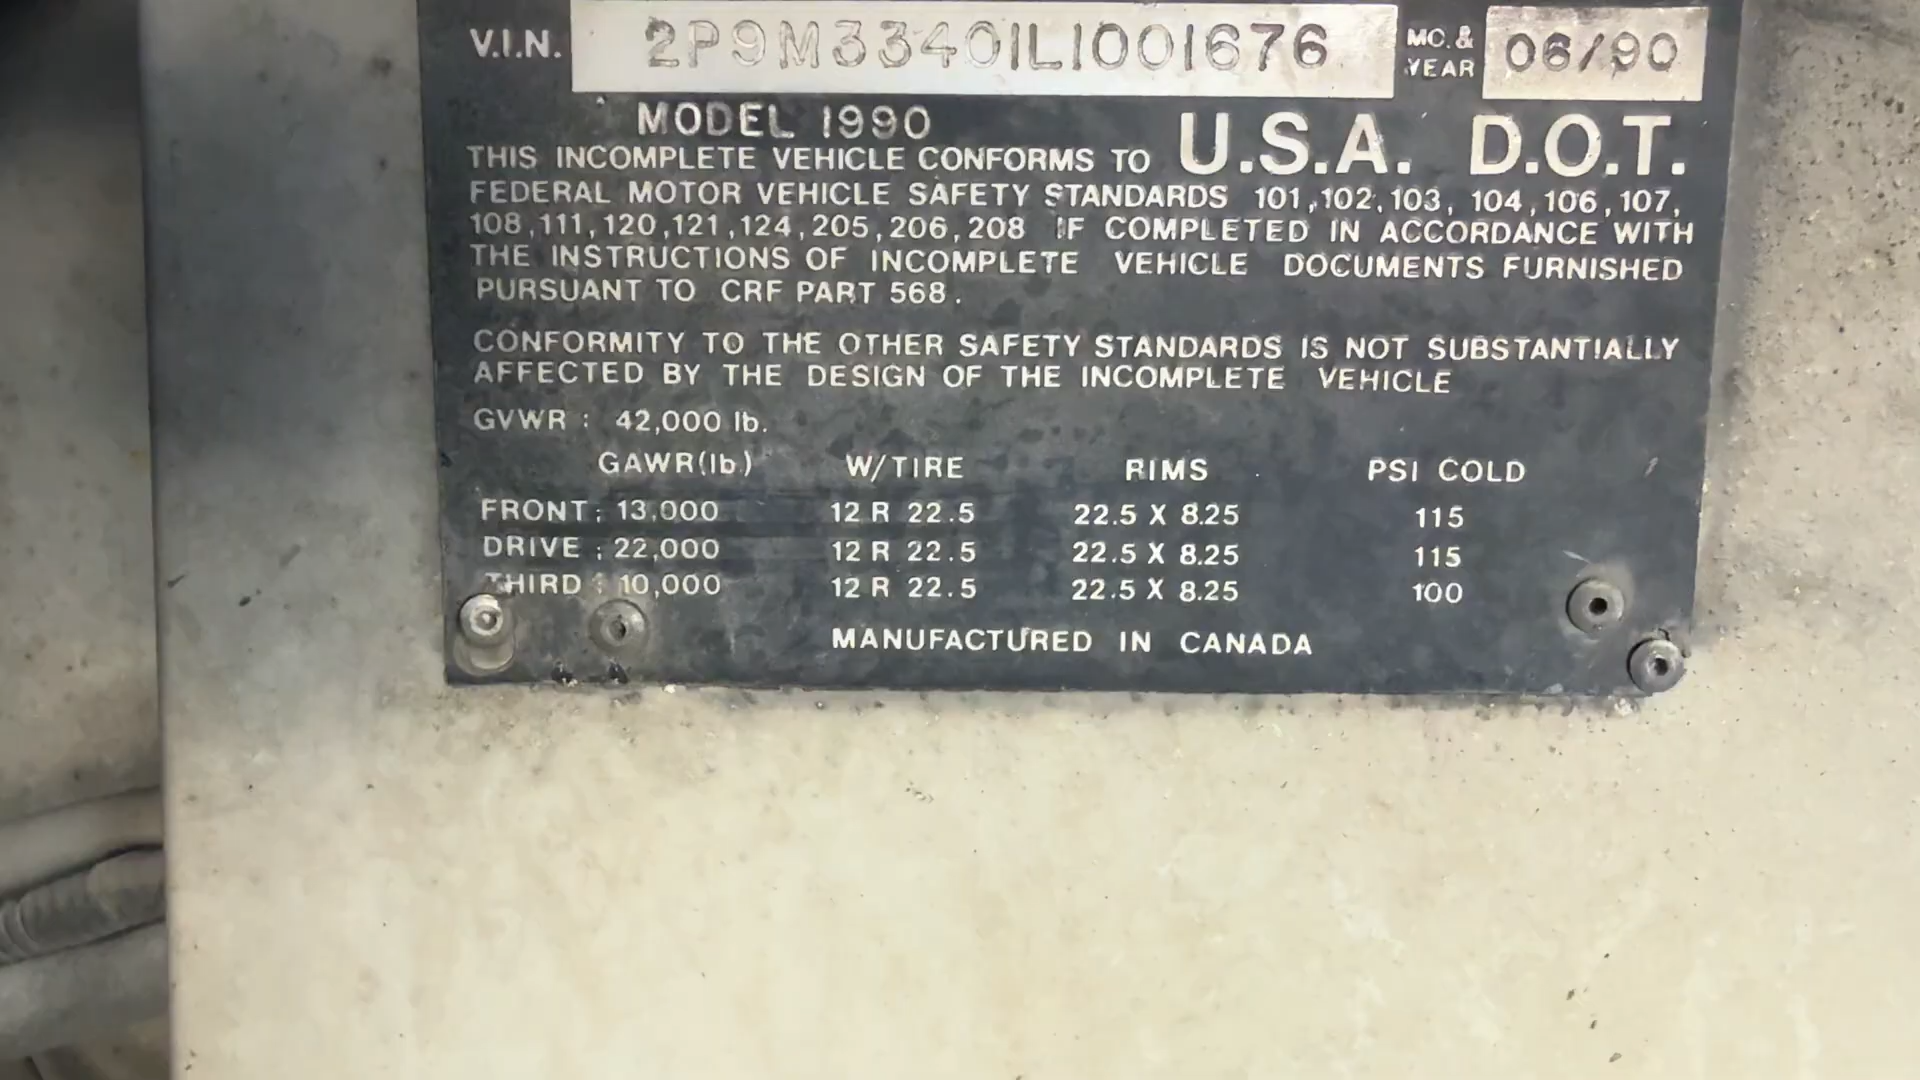 V.I.N. 2P9M33401L1001676 MO. & YEAR 06/90
MODEL 1990 U.S.A. D.O.T.
THIS INCOMPLETE VEHICLE CONFORMS TO
FEDERAL MOTOR VEHICLE SAFETY STANDARDS 101, 102, 103, 104, 106, 107,
108, 111, 120, 121, 124, 205, 206, 208 IF COMPLETED IN ACCORDANCE WITH
THE INSTRUCTIONS OF INCOMPLETE VEHICLE DOCUMENTS FURNISHED
PURSUANT TO CRF PART 568.
CONFORMITY TO THE OTHER SAFETY STANDARDS IS NOT SUBSTANTIALLY
AFFECTED BY THE DESIGN OF THE INCOMPLETE VEHICLE
GVWR : 42,000 lb.
GAWR(lb.) W/TIRE RIMS PSI COLD
FRONT : 13,000 12 R 22.5 22.5 X 8.25 115
DRIVE : 22,000 12 R 22.5 22.5 X 8.25 115
THIRD : 10,000 12 R 22.5 22.5 X 8.25 100
MANUFACTURED IN CANADA